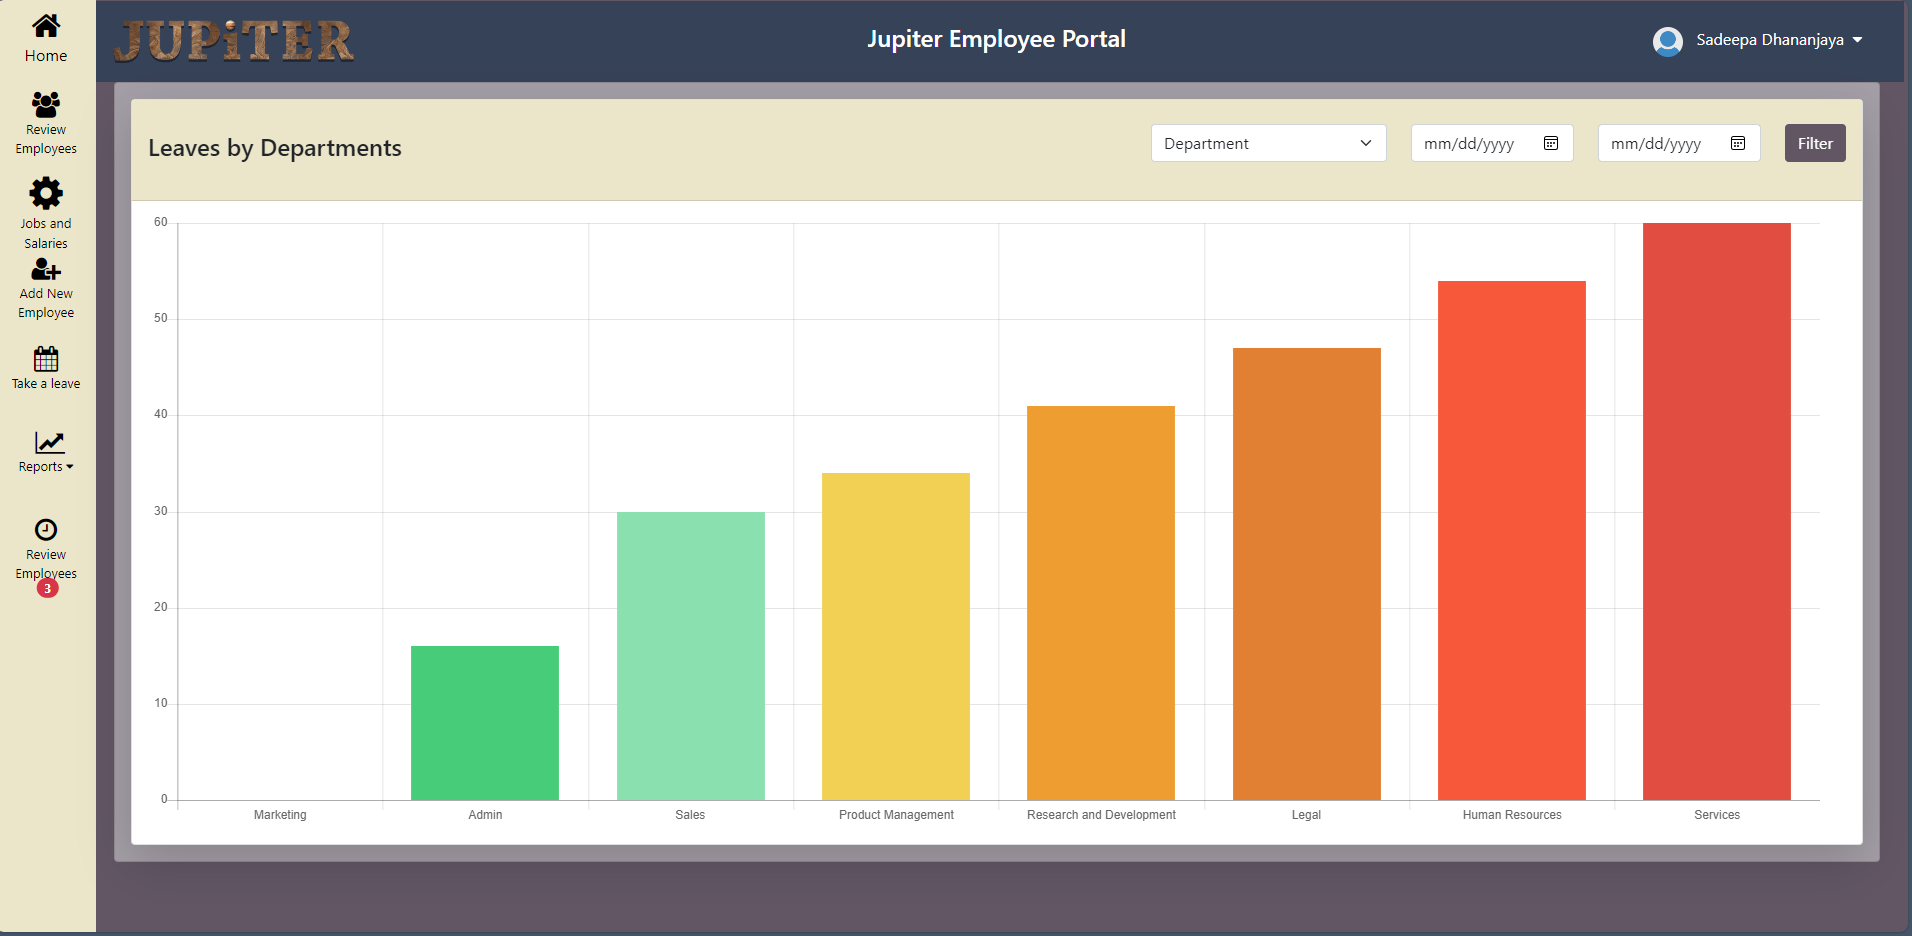 Home
Review
Employees
Jobs and
Salaries
Add New
Employee
Take a leave
Reports
Review
Employees
3
JUPiTER
Jupiter Employee Portal
Sadeepa Dhananjaya
Leaves by Departments
Department
mm/dd/yyyy
mm/dd/yyyy
Filter
60
50
40
30
20
10
0
Marketing
Admin
Sales
Product Management
Research and Development
Legal
Human Resources
Services